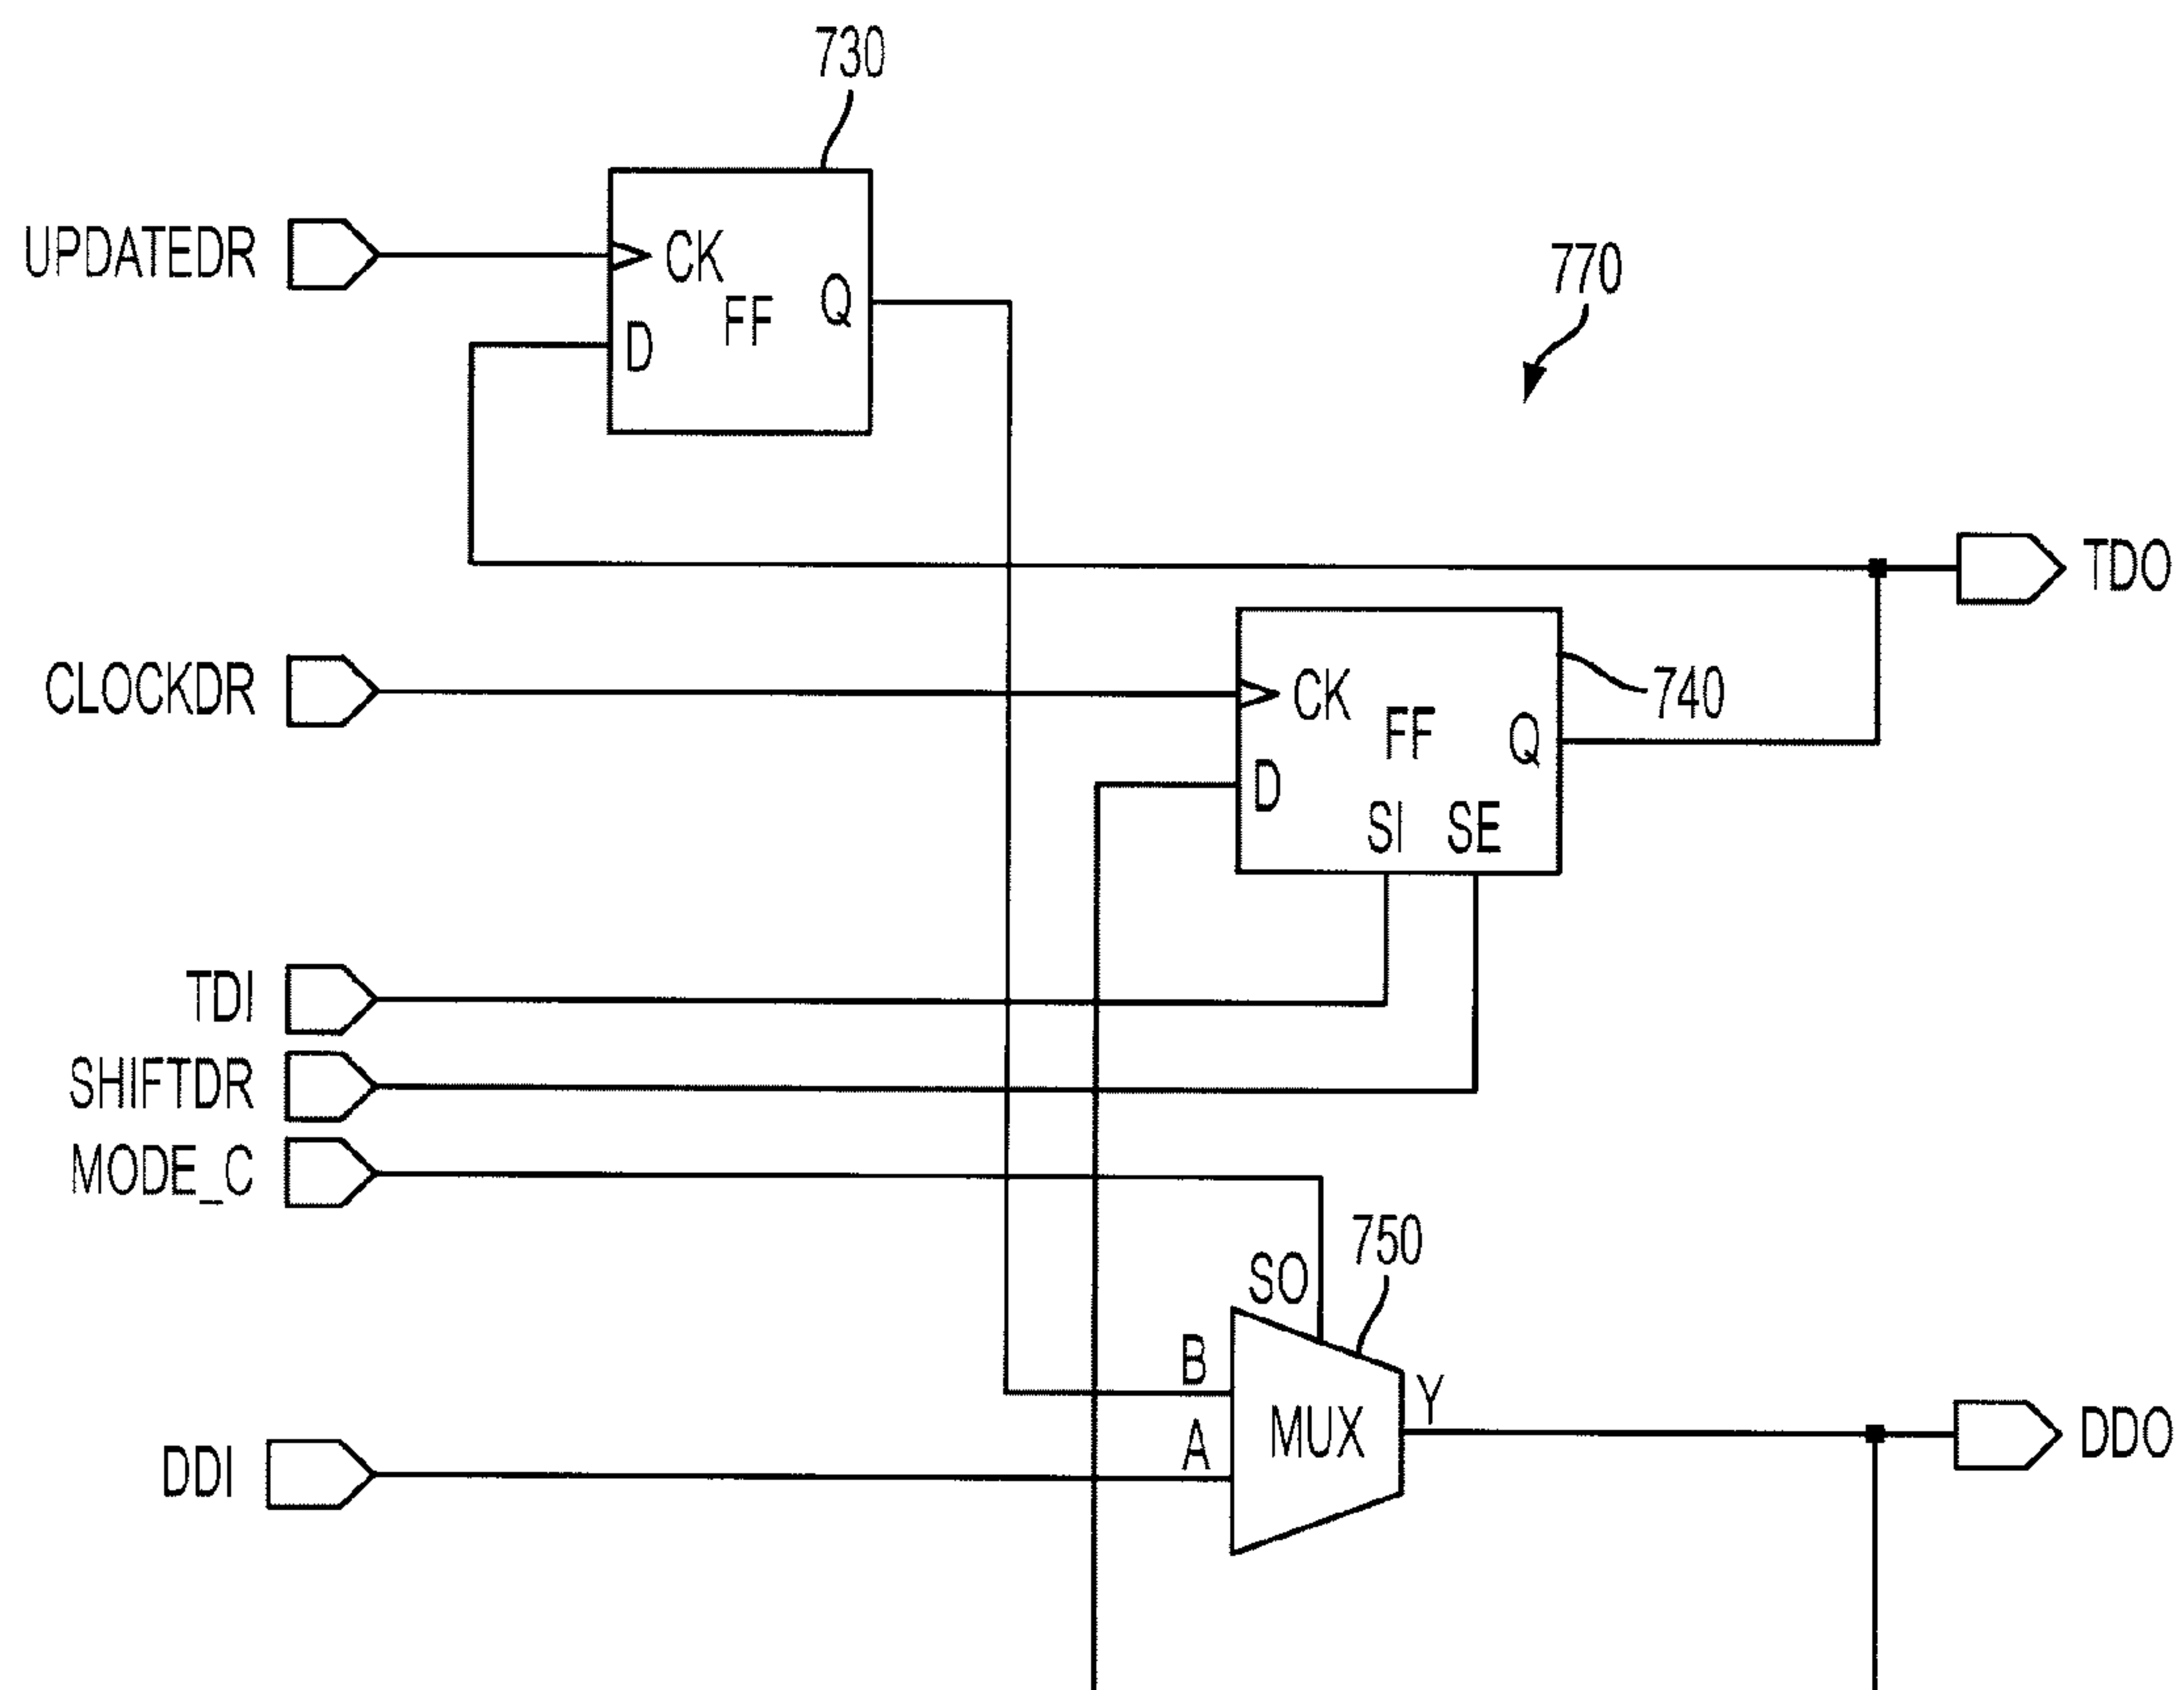 730
UPDATEDR
CK
FF
Q
D
770
TDO
CLOCKDR
CK
FF
Q
740
D
SI SE
TDI
SHIFTDR
MODE_C
SO
750
B
MUX
Y
A
DDI
DDO